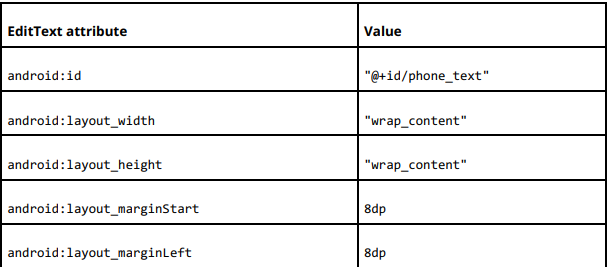 EditText attribute Value
android:id "@+id/phone_text"
android:layout_width "wrap_content"
android:layout_height "wrap_content"
android:layout_marginStart 8dp
android:layout_marginLeft 8dp